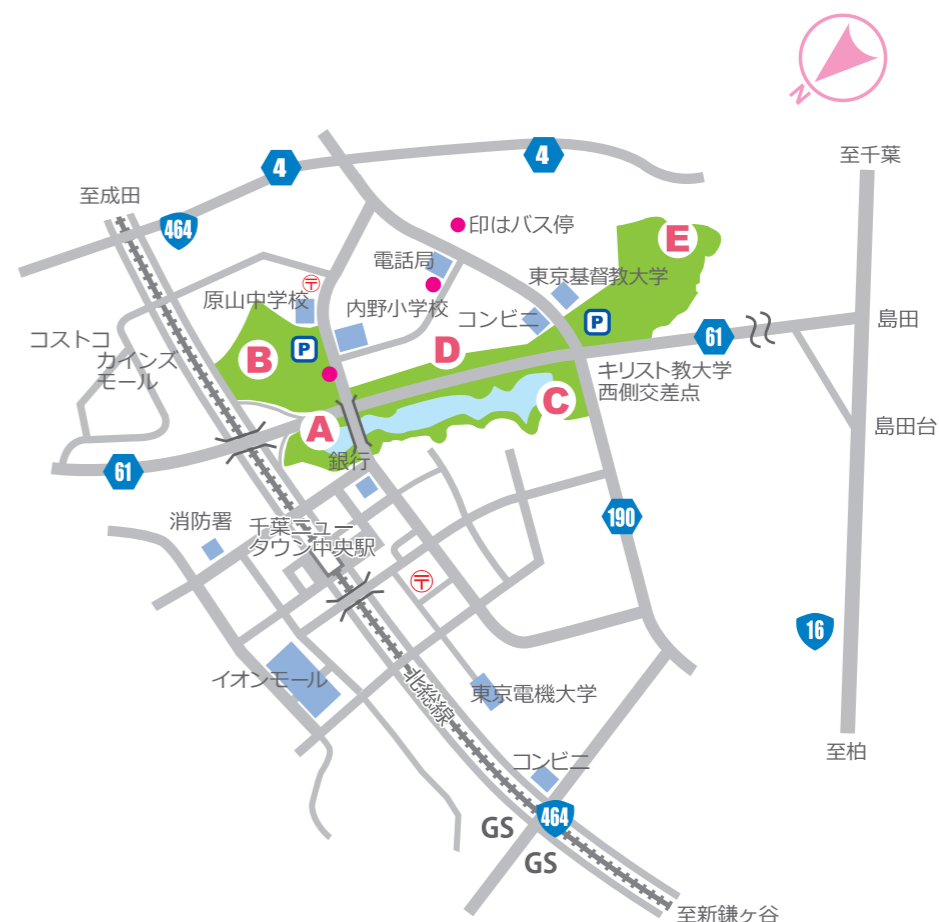 N
4
4
至千葉
至成田
464
印はバス停
E
電話局
東京基督教大学
〒
原山中学校
内野小学校
コンビニ
P
島田
コストコ
カインズ
モール
B
P
D
61
キリスト教大学
西側交差点
A
C
島田台
銀行
61
消防署
千葉ニュー
タウン中央駅
190
〒
16
イオンモール
北総線
東京電機大学
至柏
コンビニ
GS
464
GS
至新鎌ヶ谷